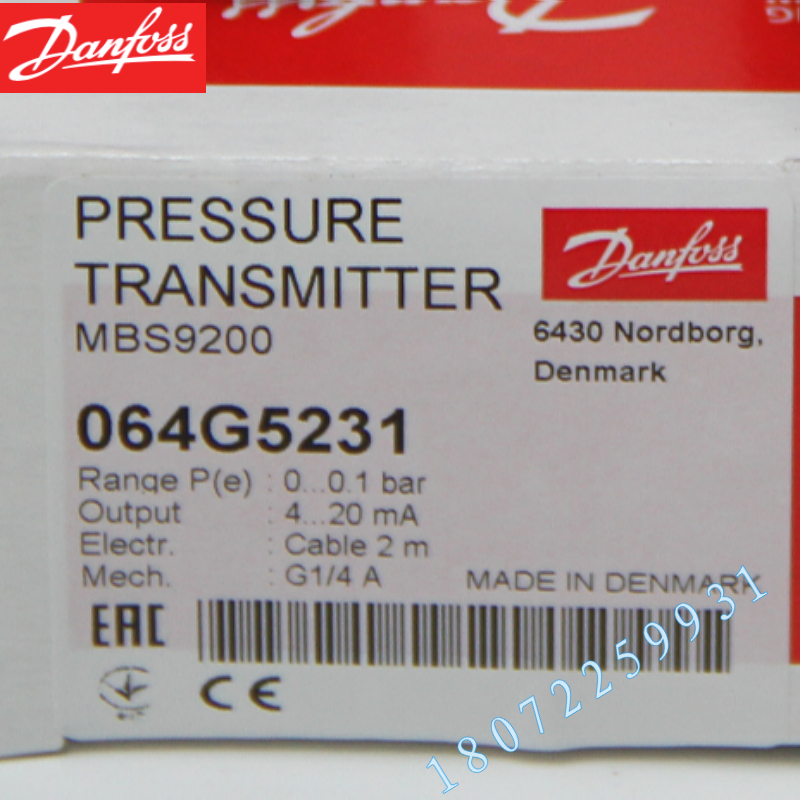 Danfoss
PRESSURE
TRANSMITTER
MBS9200
Danfoss
6430 Nordborg,
Denmark
064G5231
Range P(e) : 0...0.1 bar
Output : 4...20 mA
Electr. : Cable 2 m
Mech. : G1/4 A
MADE IN DENMARK
EAC
CE
18072259931